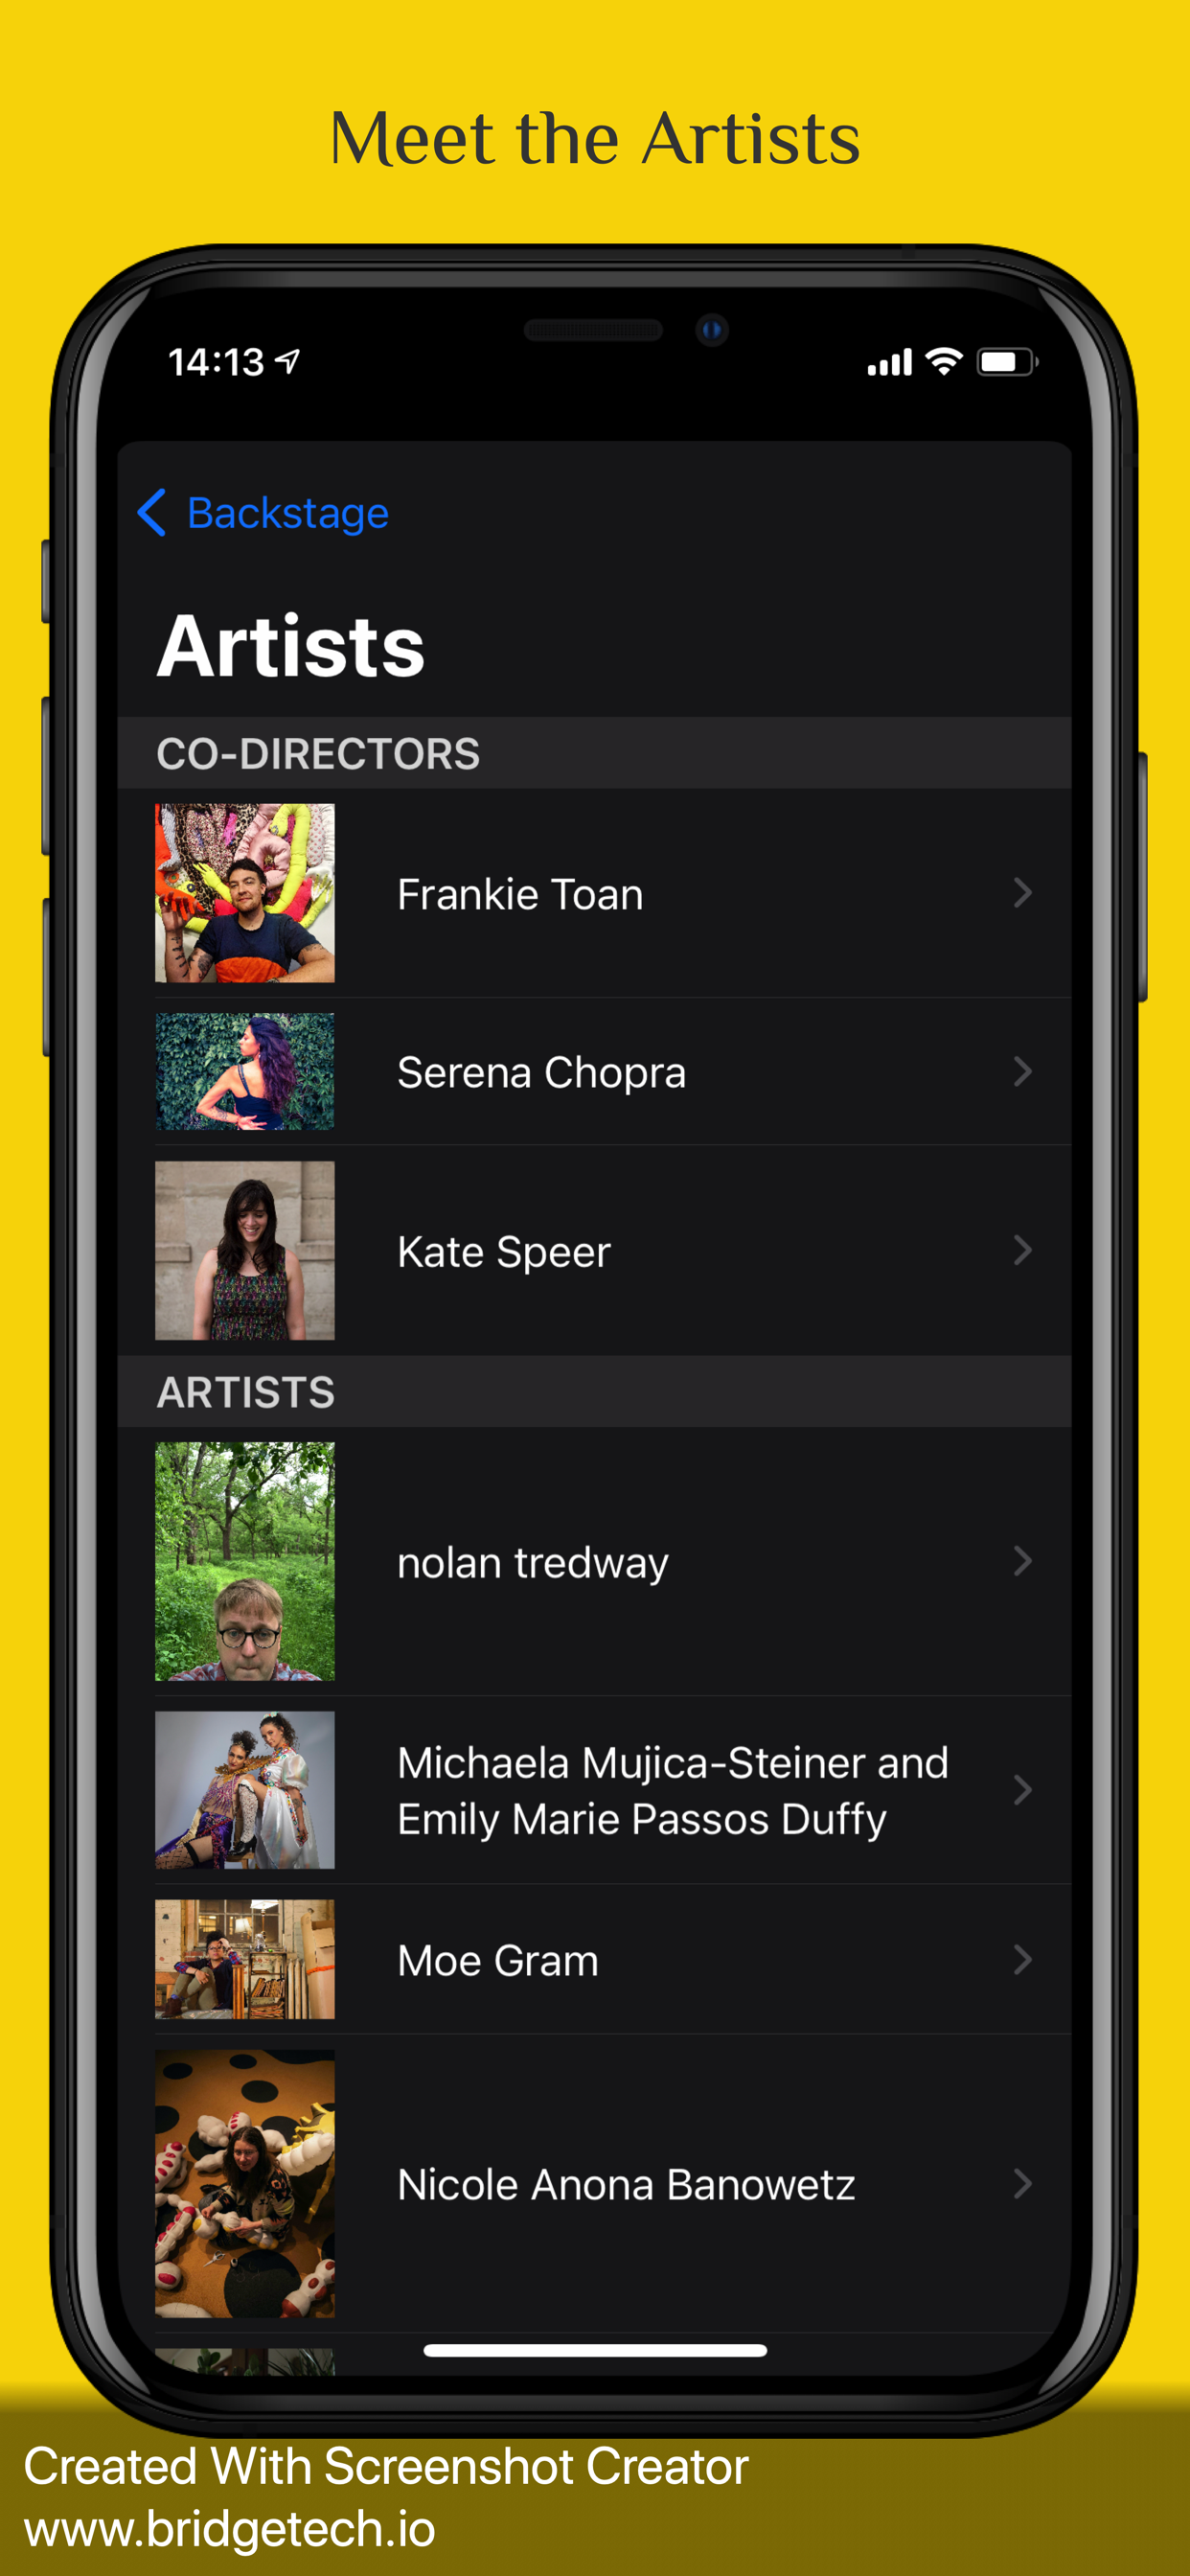 Meet the Artists
14:13
Backstage
Artists
CO-DIRECTORS
Frankie Toan
Serena Chopra
Kate Speer
ARTISTS
nolan tredway
Michaela Mujica-Steiner and
Emily Marie Passos Duffy
Moe Gram
Nicole Anona Banowetz
Created With Screenshot Creator
www.bridgetech.io